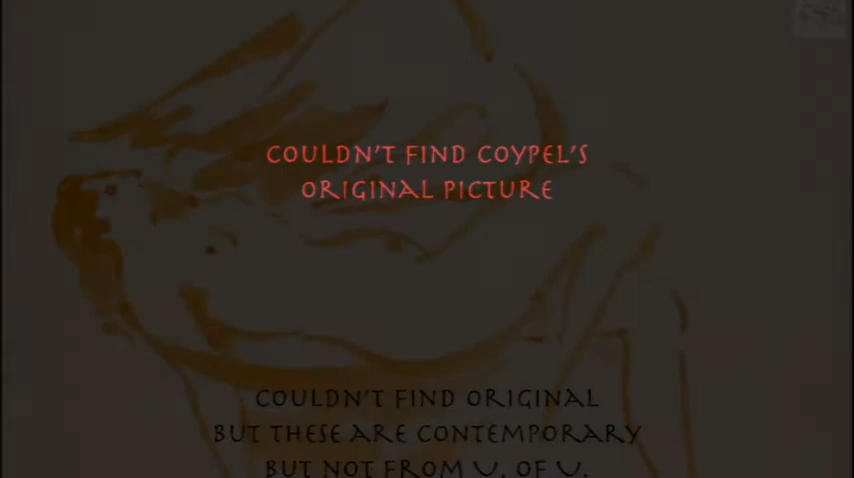 COULDN'T FIND COYPEL'S
ORIGINAL PICTURE
COULDN'T FIND ORIGINAL
BUT THESE ARE CONTEMPORARY
BUT NOT FROM U. OF U.